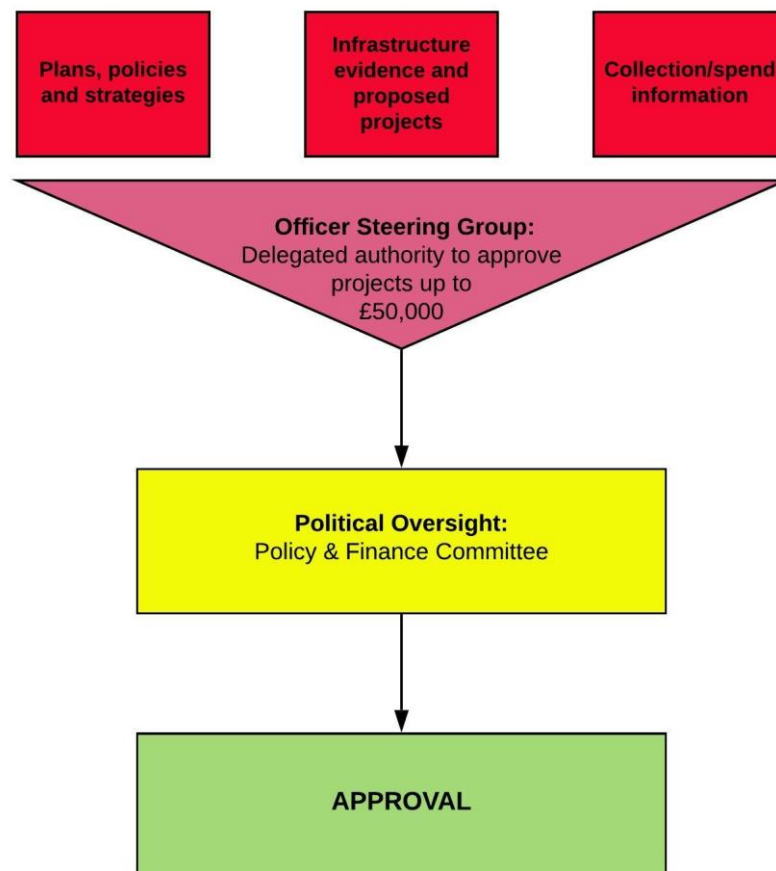 Plans, policies
and strategies
Infrastructure
evidence and
proposed
projects
Collection/spend
information
Officer Steering Group:
Delegated authority to approve
projects up to
£50,000
Political Oversight:
Policy & Finance Committee
APPROVAL